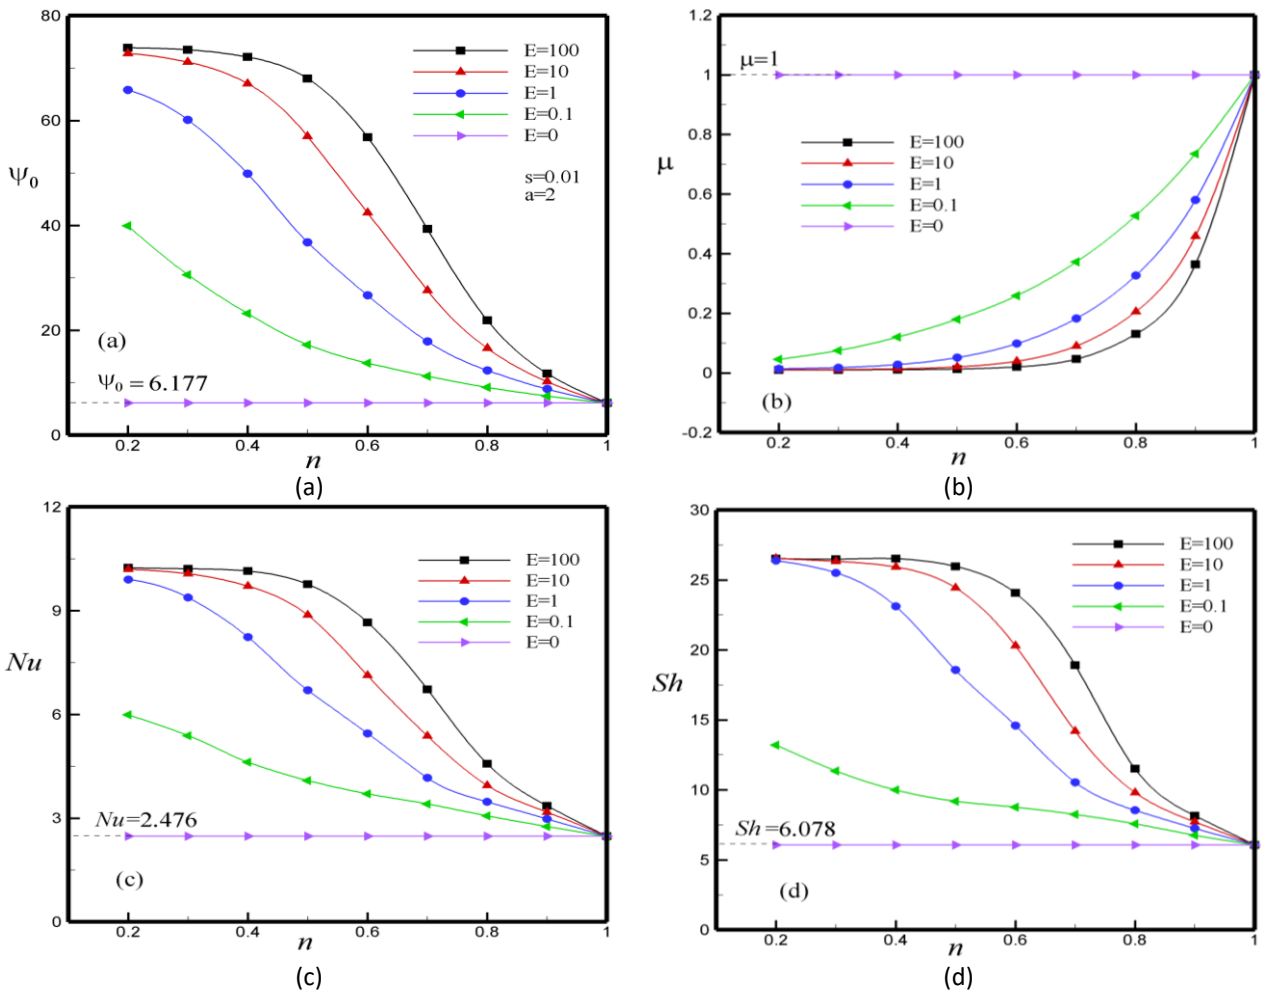 80
60
40
20
0
Ψ₀
E=100
E=10
E=1
E=0.1
E=0
s=0.01
a=2
(a)
Ψ₀ = 6.177
0.2 0.4 0.6 0.8 1
n
(a)
1.2
1
0.8
0.6
0.4
0.2
0
-0.2
μ
μ=1
E=100
E=10
E=1
E=0.1
E=0
(b)
0.2 0.4 0.6 0.8 1
n
(b)
12
9
6
3
0
Nu
E=100
E=10
E=1
E=0.1
E=0
Nu=2.476
(c)
0.2 0.4 0.6 0.8 1
n
(c)
30
25
20
15
10
5
0
Sh
E=100
E=10
E=1
E=0.1
E=0
Sh=6.078
(d)
0.2 0.4 0.6 0.8 1
n
(d)